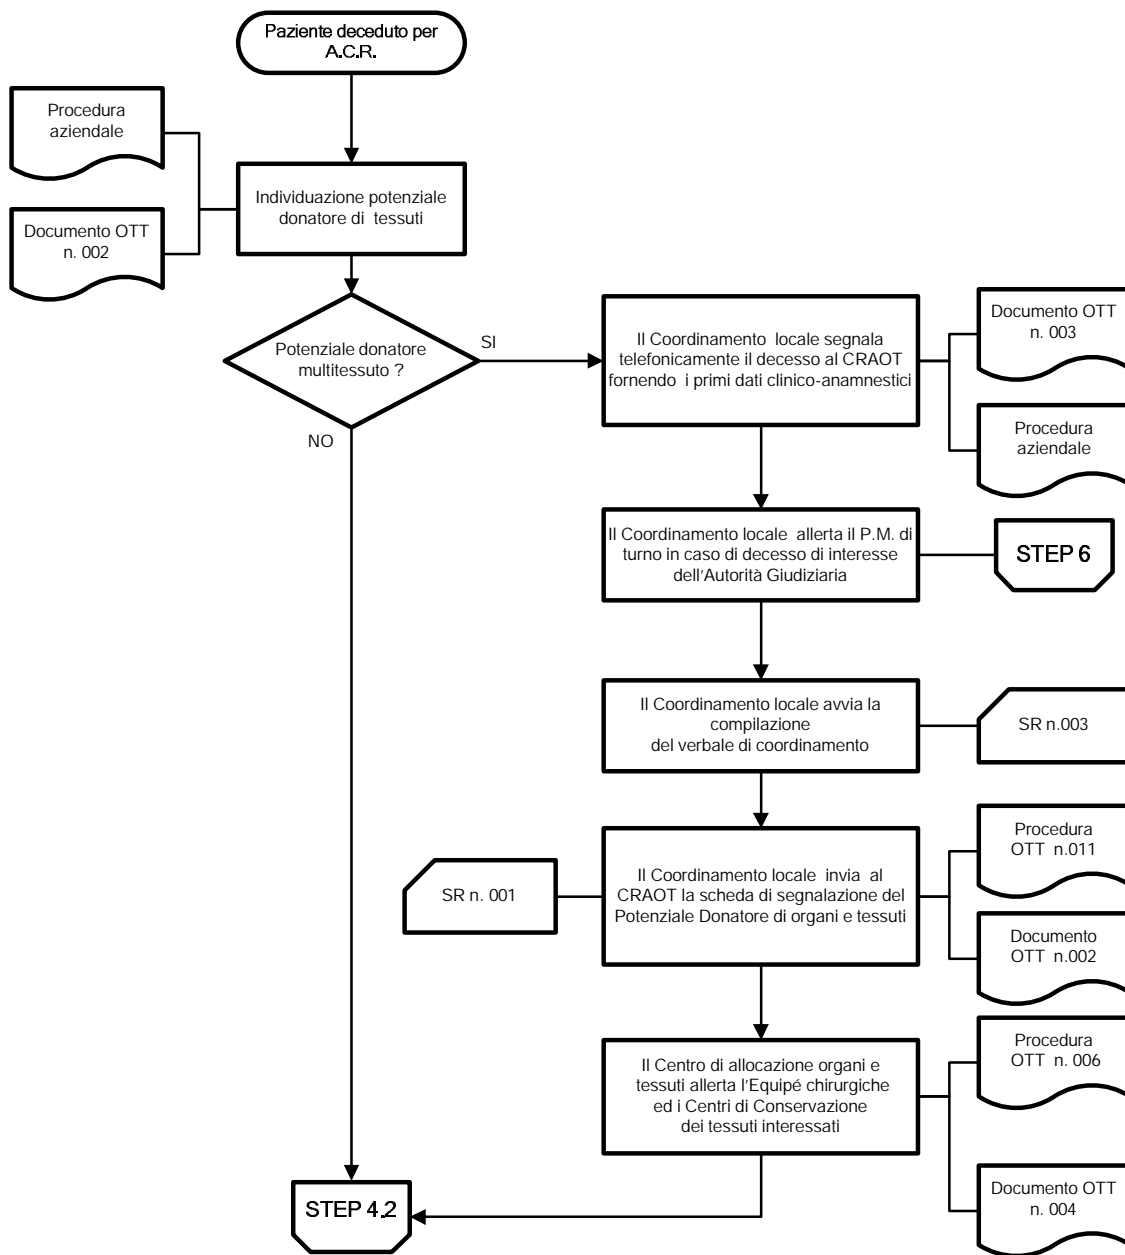 Paziente deceduto per
A.C.R.
Procedura
aziendale
Individuazione potenziale
donatore di tessuti
Documento OTT
n. 002
Potenziale donatore
multitessuto ?
SI
NO
Il Coordinamento locale segnala
telefonicamente il decesso al CRAOT
fornendo i primi dati clinico-anamnestici
Documento OTT
n. 003
Procedura
aziendale
Il Coordinamento locale allerta il P.M. di
turno in caso di decesso di interesse
dell'Autorità Giudiziaria
STEP 6
Il Coordinamento locale avvia la
compilazione
del verbale di coordinamento
SR n.003
SR n. 001
Il Coordinamento locale invia al
CRAOT la scheda di segnalazione del
Potenziale Donatore di organi e tessuti
Procedura
OTT n.011
Documento
OTT n.002
Il Centro di allocazione organi e
tessuti allerta l'Equipé chirurgiche
ed i Centri di Conservazione
dei tessuti interessati
Procedura
OTT n. 006
Documento OTT
n. 004
STEP 4.2